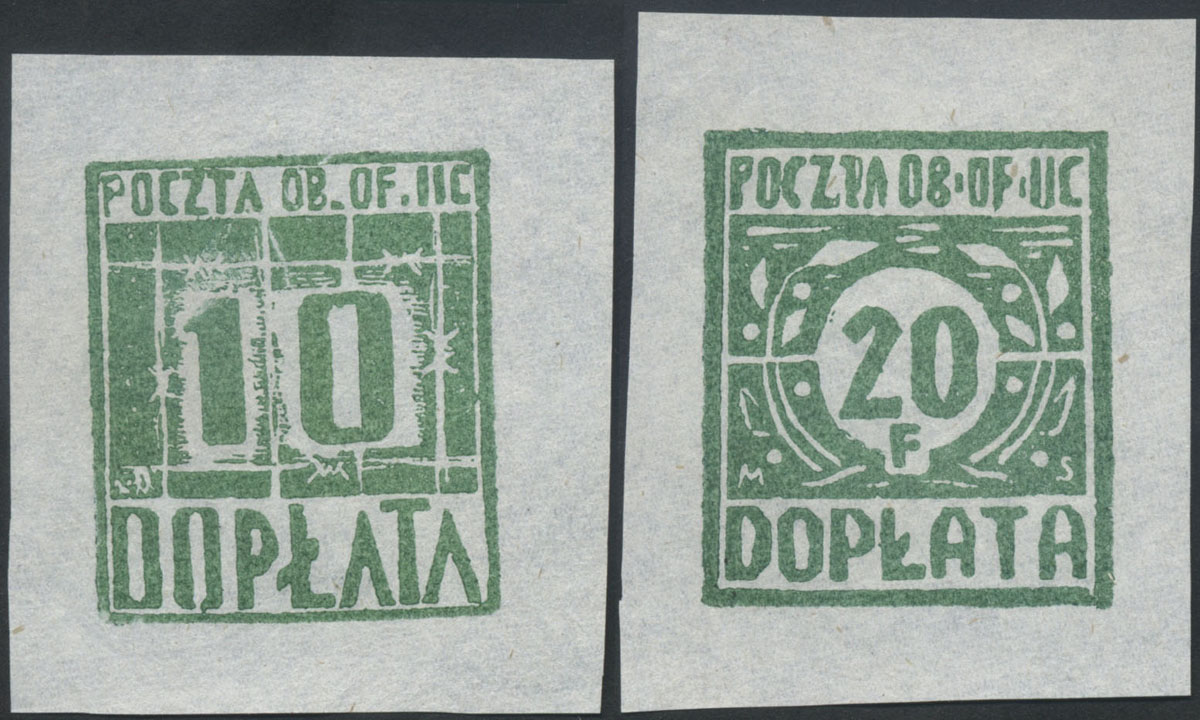 POCZTA OB. OF. IIC
10
DOPŁATA
POCZTA OB·OF·IIC
20
F
M S
DOPŁATA